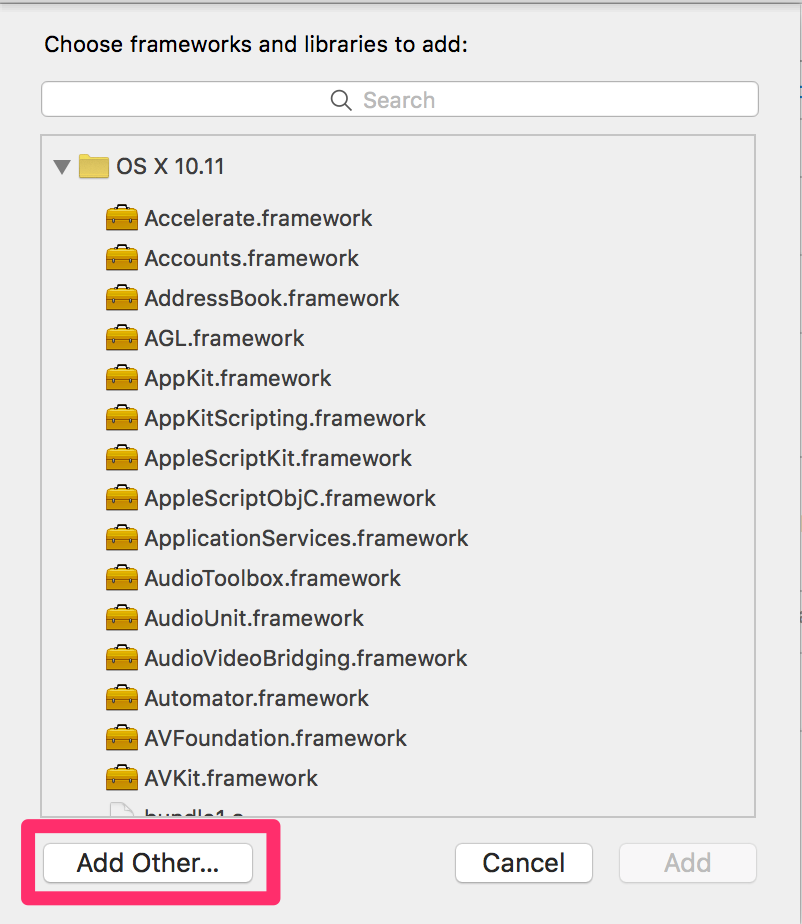 Choose frameworks and libraries to add:
Search
OS X 10.11
Accelerate.framework
Accounts.framework
AddressBook.framework
AGL.framework
AppKit.framework
AppKitScripting.framework
AppleScriptKit.framework
AppleScriptObjC.framework
ApplicationServices.framework
AudioToolbox.framework
AudioUnit.framework
AudioVideoBridging.framework
Automator.framework
AVFoundation.framework
AVKit.framework
Add Other...
Cancel
Add